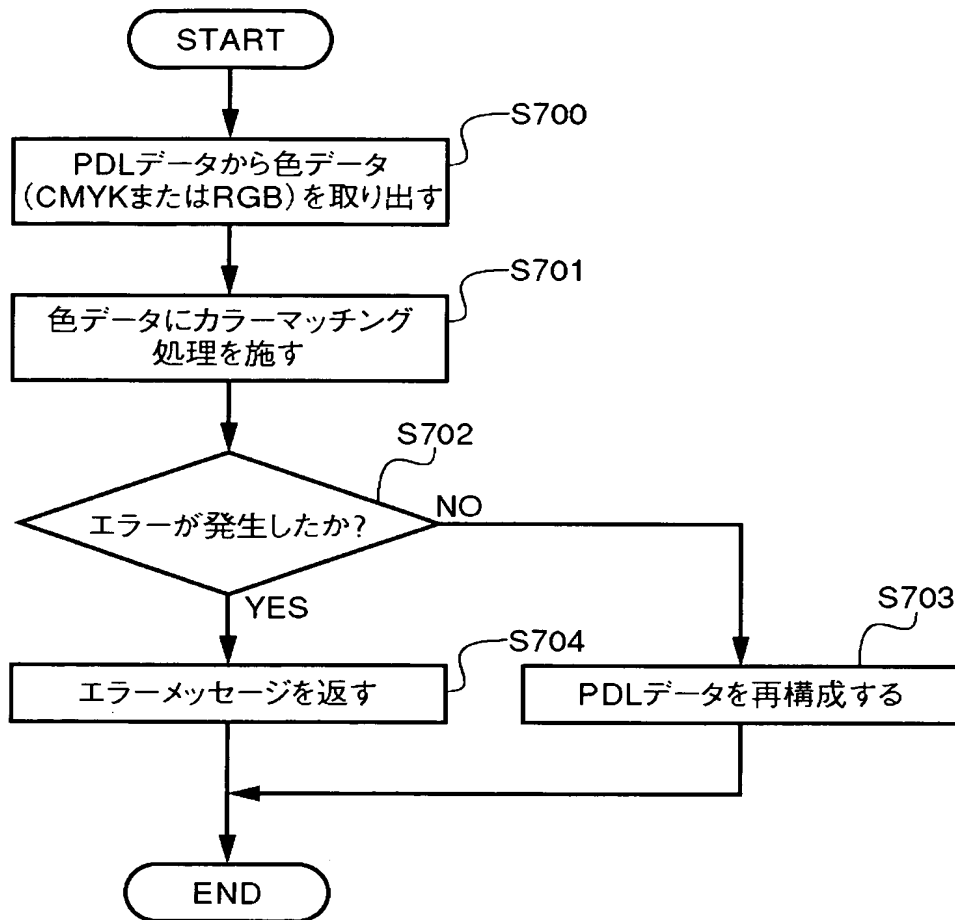 START
S700
PDLデータから色データ
(CMYKまたはRGB)を取り出す
S701
色データにカラーマッチング
処理を施す
S702
エラーが発生したか?
NO
YES
S703
S704
エラーメッセージを返す
PDLデータを再構成する
END